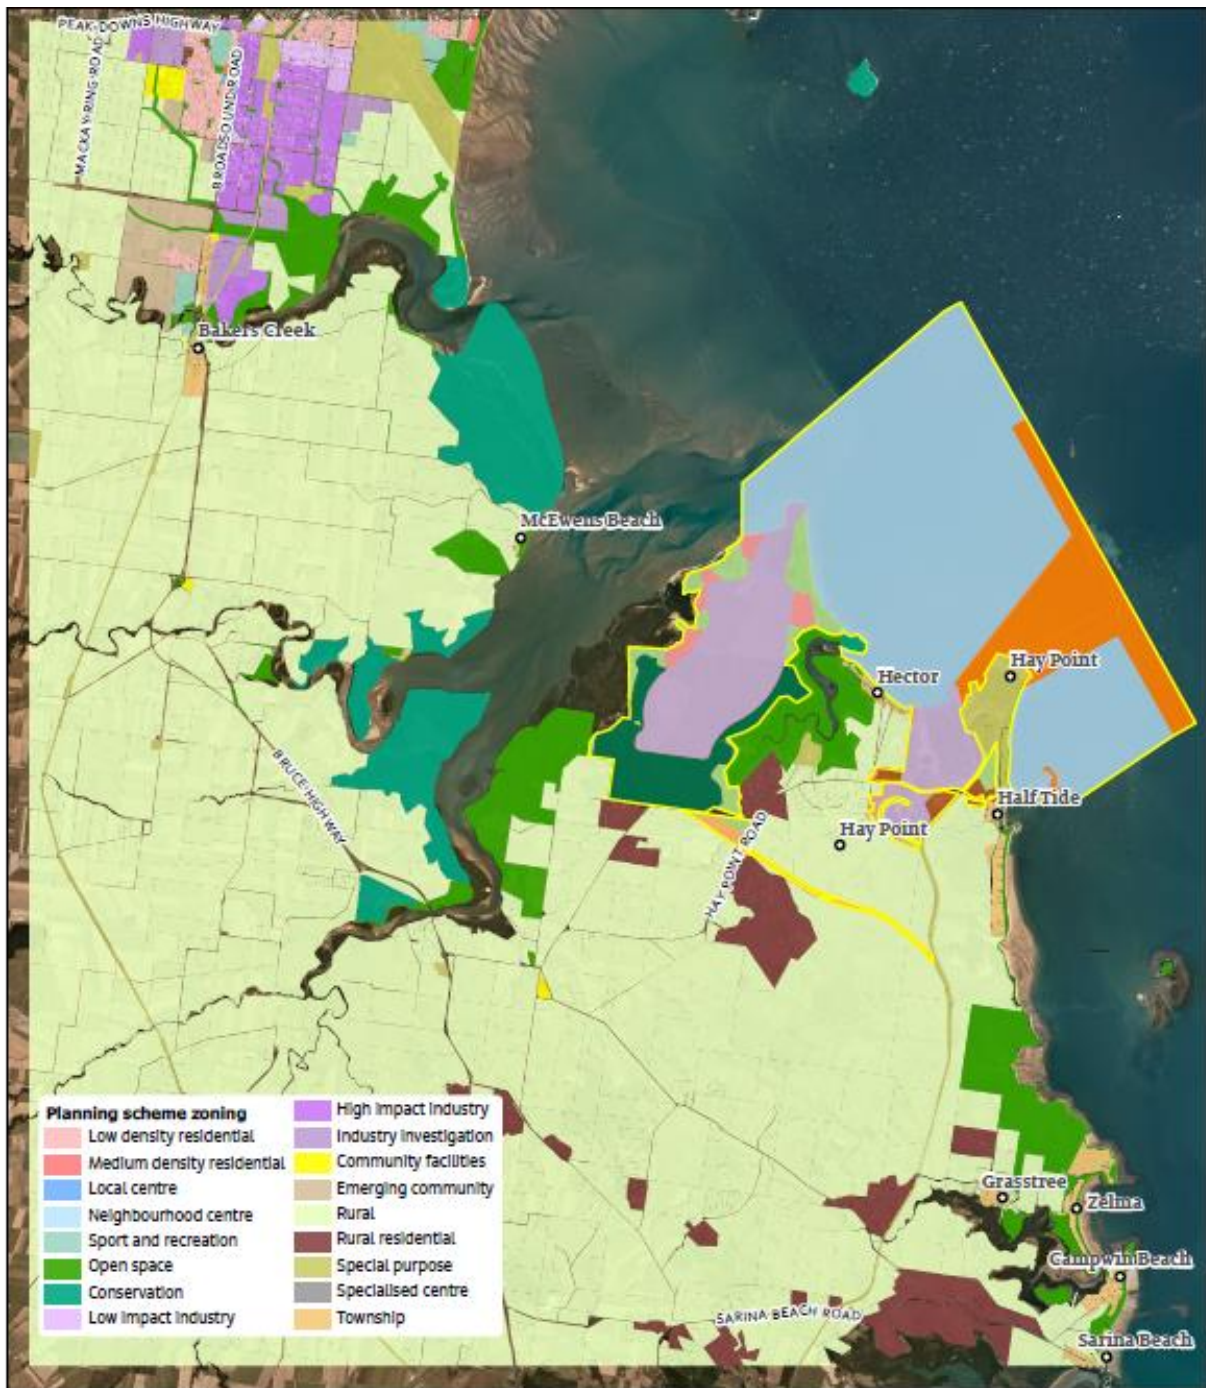 PEAK-DOWNS HIGHWAY
MACKAY-RING-ROAD
BROADSOUND-ROAD
Bakers Creek
McEwens Beach
Hay Point
Hector
BRUCE-HIGHWAY
Half Tide
Hay Point
HAY POINT ROAD
Grasstree
Zelma
Campwin Beach
SARINA-BEACH ROAD
Sarina Beach
Planning scheme zoning
Low density residential
Medium density residential
Local centre
Neighbourhood centre
Sport and recreation
Open space
Conservation
Low impact industry
High impact industry
Industry investigation
Community facilities
Emerging community
Rural
Rural residential
Special purpose
Specialised centre
Township